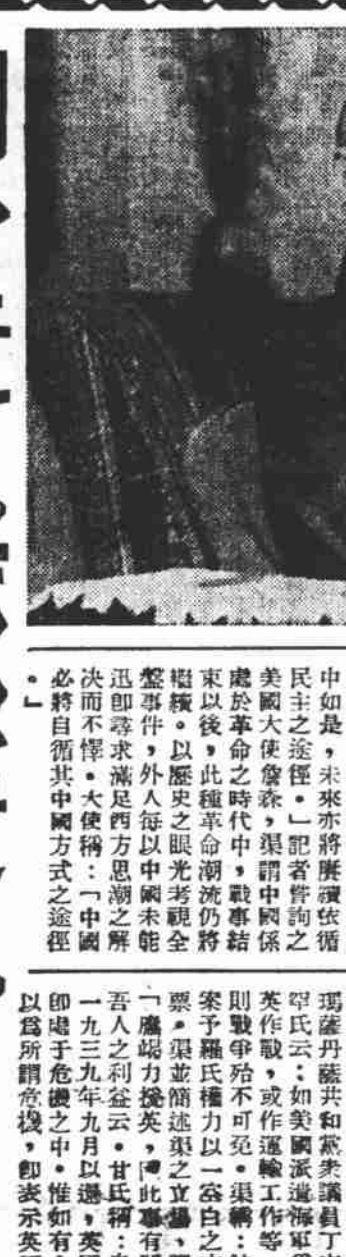 中如是，未來亦將賡續依循
民主之途徑。」記者嘗詢之
美國大使詹森，渠謂中國係
處於革命之時代中，戰事結
束以後，此種革命潮流仍將
繼續。以歷史之眼光考視全
盤事件，外人每以中國未能
迅卽尋求滿足西方思潮之解
决而不懌。大使稱：「中國
必將自循其中國方式之途徑
。」
瑪薩丹薩共和黨衆議員丁
罕氏云：如美國派遣海軍
英作戰，或作運輸工作等
則戰爭殆不可免。渠稱：
案予羅氏權力以一空白之
票。渠並簡述渠之立場，
「應竭力援英，此事有
吾人之利益云。甘氏稱：
一九三九年九月以還，英
卽處于危機之中。惟如有
以爲所謂危機，卽表示英